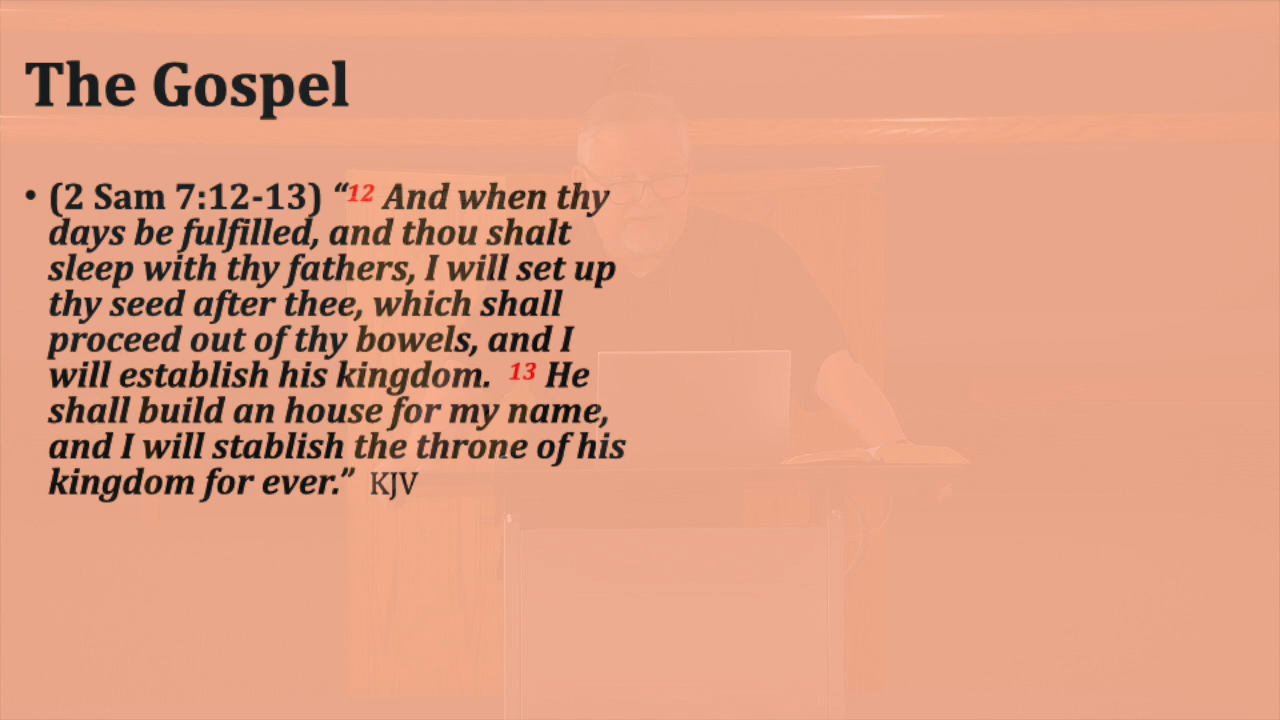 The Gospel
• (2 Sam 7:12-13) “12 And when thy
days be fulfilled, and thou shalt
sleep with thy fathers, I will set up
thy seed after thee, which shall
proceed out of thy bowels, and I
will establish his kingdom. 13 He
shall build an house for my name,
and I will stablish the throne of his
kingdom for ever.” KJV